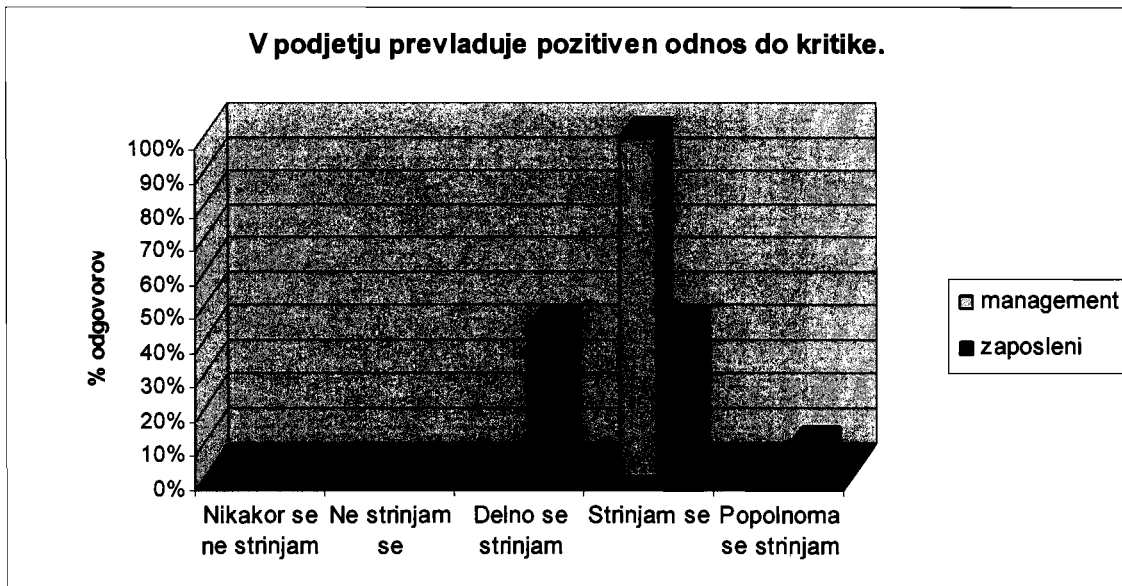 V podjetju prevladuje pozitiven odnos do kritike.
% odgovorov
100%
90%
80%
70%
60%
50%
40%
30%
20%
10%
0%
Nikakor se
ne strinjam
Ne strinjam
se
Delno se
strinjam
Strinjam se
Popolnoma
se strinjam
management
zaposleni